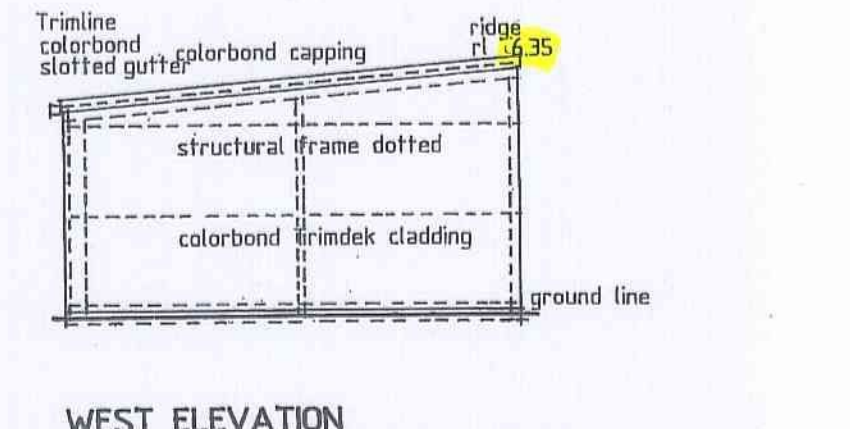 Trimline
colorbond
slotted gutter
colorbond capping
ridge
rl 6.35
structural frame dotted
colorbond trimdek cladding
ground line
WEST ELEVATION